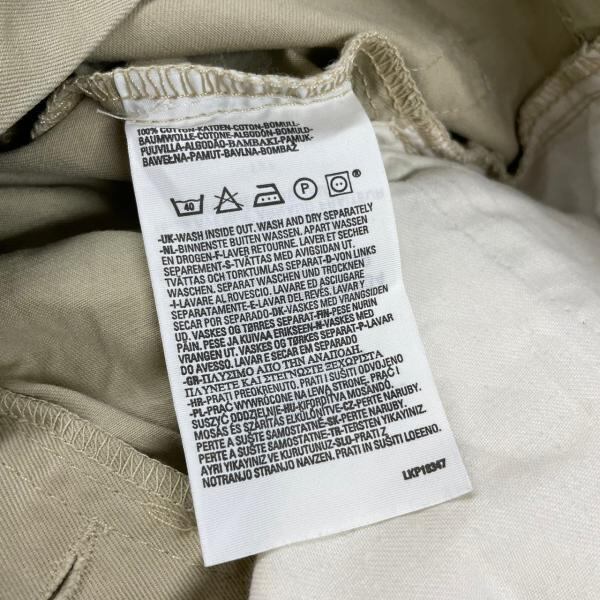 100% COTTON-KATOEN-COTON-BOMULL-
BAUMWOLLE-COTONE-ALGODÓN-BOMULD-
PUUVILLA-ALGODÃO-ΒΑΜΒΑΚΙ-PAMUK-
BAWEŁNA-PAMUT-BAVLNA-BOMBAŽ
40 P ®
-UK-WASH INSIDE OUT. WASH AND DRY SEPARATELY
-NL-BINNENSTE BUITEN WASSEN. APART WASSEN
EN DROGEN-F-LAVER RETOURNE. LAVER ET SECHER
SEPAREMENT-S-TVÄTTAS MED AVIGSIDAN UT.
TVÄTTAS OCH TORKTUMLAS SEPARAT-D-VON LINKS
WASCHEN. SEPARAT WASCHEN UND TROCKNEN
-I-LAVARE AL ROVESCIO. LAVARE ED ASCIUGARE
SEPARATAMENTE-E-LAVAR DEL REVÉS. LAVAR Y
SECAR POR SEPARADO-DK-VASKES MED VRANGSIDEN
UD. VASKES OG TØRRES SEPARAT-FIN-PESE NURIN
PÄIN. PESE JA KUIVAA ERIKSEEN-N-VASKES MED
VRANGEN UT. VASKES OG TØRKES SEPARAT-P-LAVAR
DO AVESSO. LAVAR E SECAR EM SEPARADO
-GR-ΠΛΥΣΙΜΟ ΑΠΟ ΤΗΝ ΑΝΑΠΟΔΗ.
ΠΛΥΝΕΤΕ ΚΑΙ ΣΤΕΓΝΩΝΕΤΕ ΞΕΧΩΡΙΣΤΑ
-HR-PRATI PREOKRENUTO. PRATI I SUŠITI ODVOJENO
-PL-PRAĆ WYWRÓCONE NA LEWĄ STRONĘ. PRAĆ I
SUSZYĆ ODDZIELNIE-HU-KIFORDÍTVA MOSANDÓ.
MOSÁS ÉS SZÁRÍTÁS ELKÜLÖNÍTVE-CZ-PERTE NARUBY.
PERTE A SUŠTE SAMOSTATNE-SK-PERTE NARUBY.
PERTE A SUŠTE SAMOSTATNE-TR-TERSTEN YIKAYINIZ.
AYRI YIKAYINIZ VE KURUTUNUZ-SLO-PRATI Z
NOTRANJO STRANJO NAVZEN. PRATI IN SUŠITI LOČENO.
LKP18347